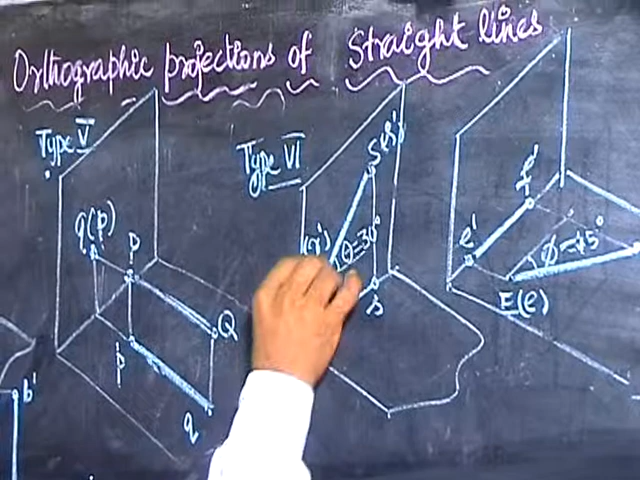 Orthographic projections of Straight lines
Type V
Type VI
q(p)
P
Q
p
q
b'
S(s')
(r')
θ=30°
s
f'
e'
φ=45°
E(e)